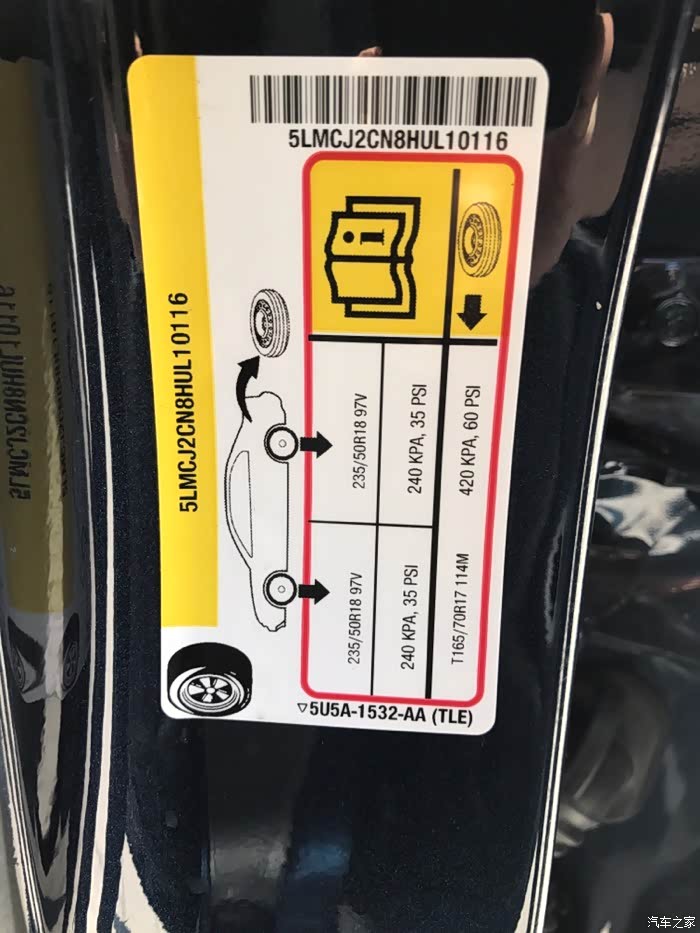 5LMCJ2CN8HUL10116
5LMCJ2CN8HUL10116
235/50R18 97V
240 KPA, 35 PSI
420 KPA, 60 PSI
235/50R18 97V
240 KPA, 35 PSI
T165/70R17 114M
▽5U5A-1532-AA (TLE)
汽车之家